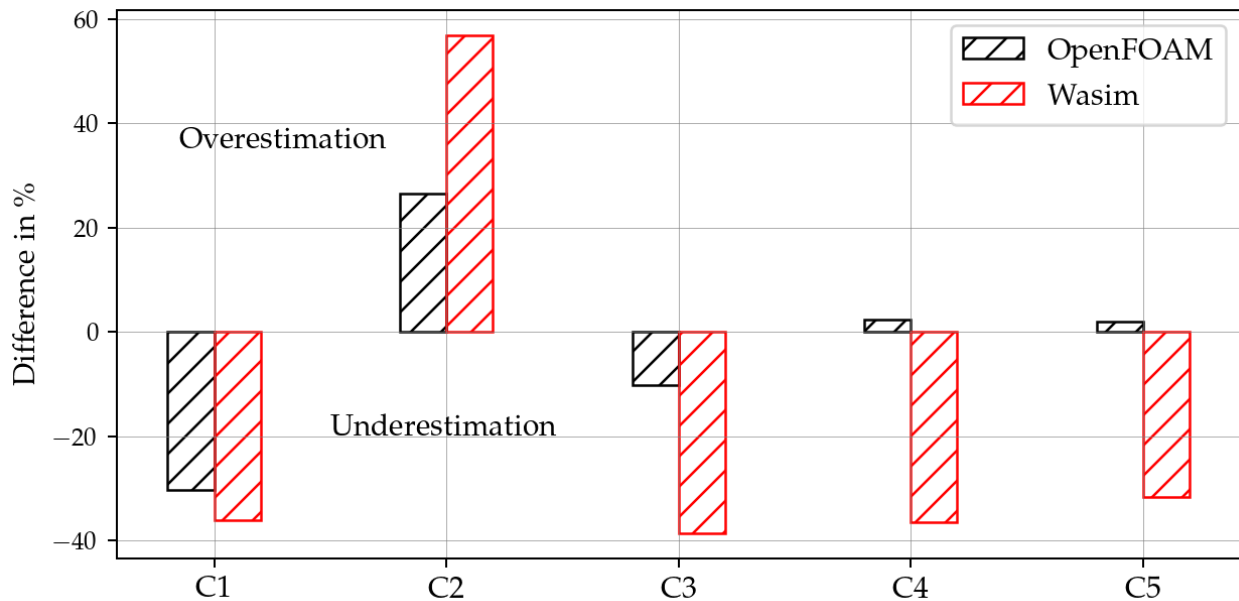 60
OpenFOAM
Wasim
40
Overestimation
20
Difference in %
0
Underestimation
−20
−40
C1 C2 C3 C4 C5